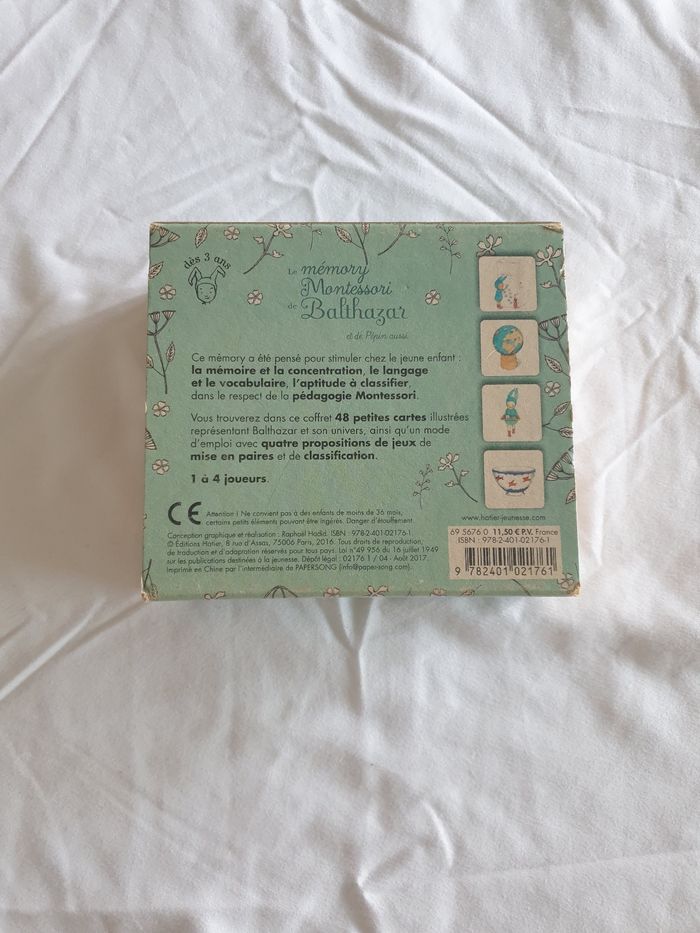 dès 3 ans
Le mémory
Montessori
de Balthazar
et de Pépin aussi
Ce mémory a été pensé pour stimuler chez le jeune enfant :
la mémoire et la concentration, le langage
et le vocabulaire, l'aptitude à classifier,
dans le respect de la pédagogie Montessori.
Vous trouverez dans ce coffret 48 petites cartes illustrées
représentant Balthazar et son univers, ainsi qu'un mode
d'emploi avec quatre propositions de jeux de
mise en paires et de classification.
1 à 4 joueurs.
CE
Attention ! Ne convient pas à des enfants de moins de 36 mois,
certains petits éléments pouvant être ingérés. Danger d'étouffement.
Conception graphique et réalisation : Raphaël Hadid. ISBN : 978-2-401-02176-1
© Éditions Hatier, 8 rue d'Assas, 75006 Paris, 2016. Tous droits de reproduction,
de traduction et d'adaptation réservés pour tous pays. Loi n° 49 956 du 16 juillet 1949
sur les publications destinées à la jeunesse. Dépôt légal : 02176 1 / 04 - Août 2017.
Imprimé en Chine par l'intermédiaire de PAPERSONG (info@paper-song.com)
www.hatier-jeunesse.com
69 5676 0 11,50 € P.V. France
ISBN : 978-2-401-02176-1
9 782401 021761